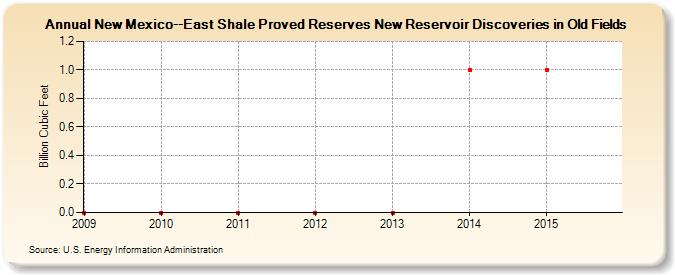 Annual New Mexico--East Shale Proved Reserves New Reservoir Discoveries in Old Fields
Billion Cubic Feet
1.2
1.0
0.8
0.6
0.4
0.2
0.0
2009 2010 2011 2012 2013 2014 2015
Source: U.S. Energy Information Administration